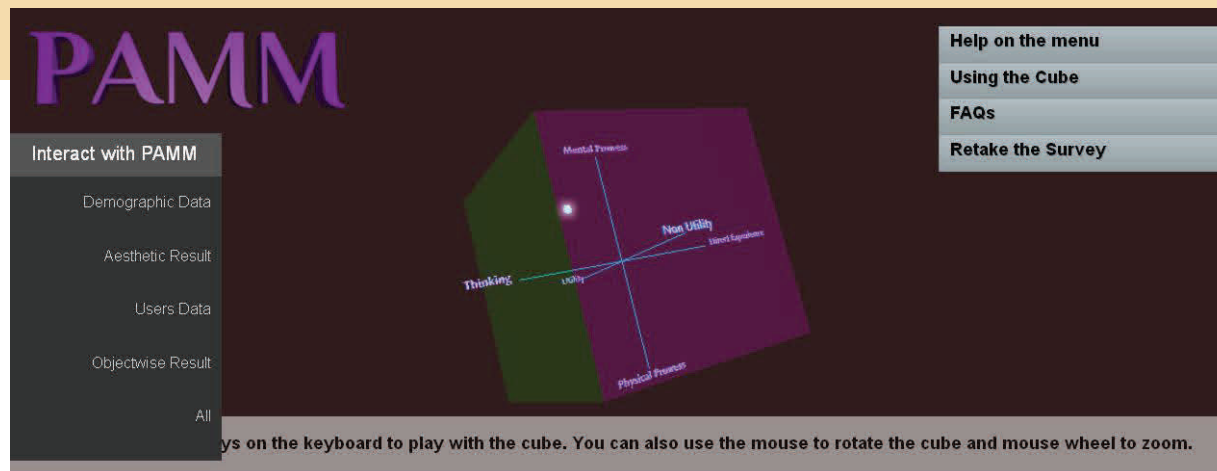 PAMM
Help on the menu
Using the Cube
FAQs
Retake the Survey
Interact with PAMM
Demographic Data
Aesthetic Result
Users Data
Objectwise Result
All
Mental Prowess
Non Utility
Direct Experience
Thinking
Utility
Physical Prowess
ys on the keyboard to play with the cube. You can also use the mouse to rotate the cube and mouse wheel to zoom.